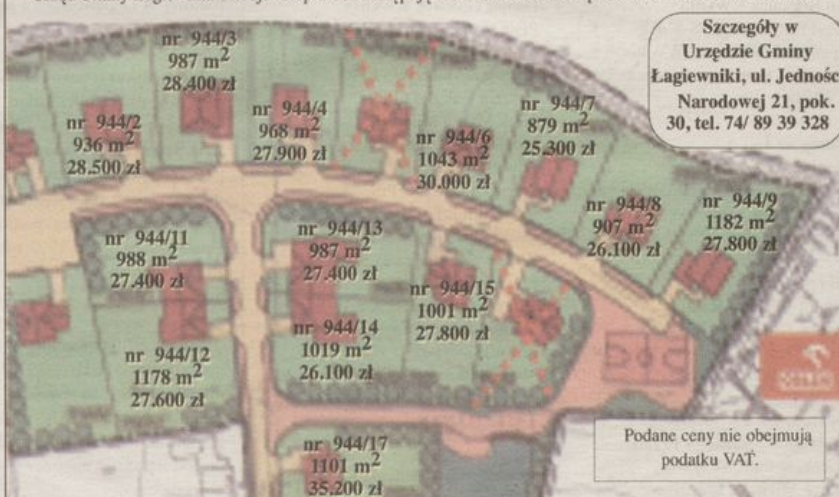 Szczegóły w
Urzędzie Gminy
Łagiewniki, ul. Jednośc
Narodowej 21, pok.
30, tel. 74/ 89 39 328
nr 944/3
987 m²
28.400 zł
nr 944/2
936 m²
28.500 zł
nr 944/4
968 m²
27.900 zł
nr 944/6
1043 m²
30.000 zł
nr 944/7
879 m²
25.300 zł
nr 944/8
907 m²
26.100 zł
nr 944/9
1182 m²
27.800 zł
nr 944/11
988 m²
27.400 zł
nr 944/13
987 m²
27.400 zł
nr 944/15
1001 m²
27.800 zł
nr 944/12
1178 m²
27.600 zł
nr 944/14
1019 m²
26.100 zł
nr 944/17
1101 m²
35.200 zł
Podane ceny nie obejmują
podatku VAT.